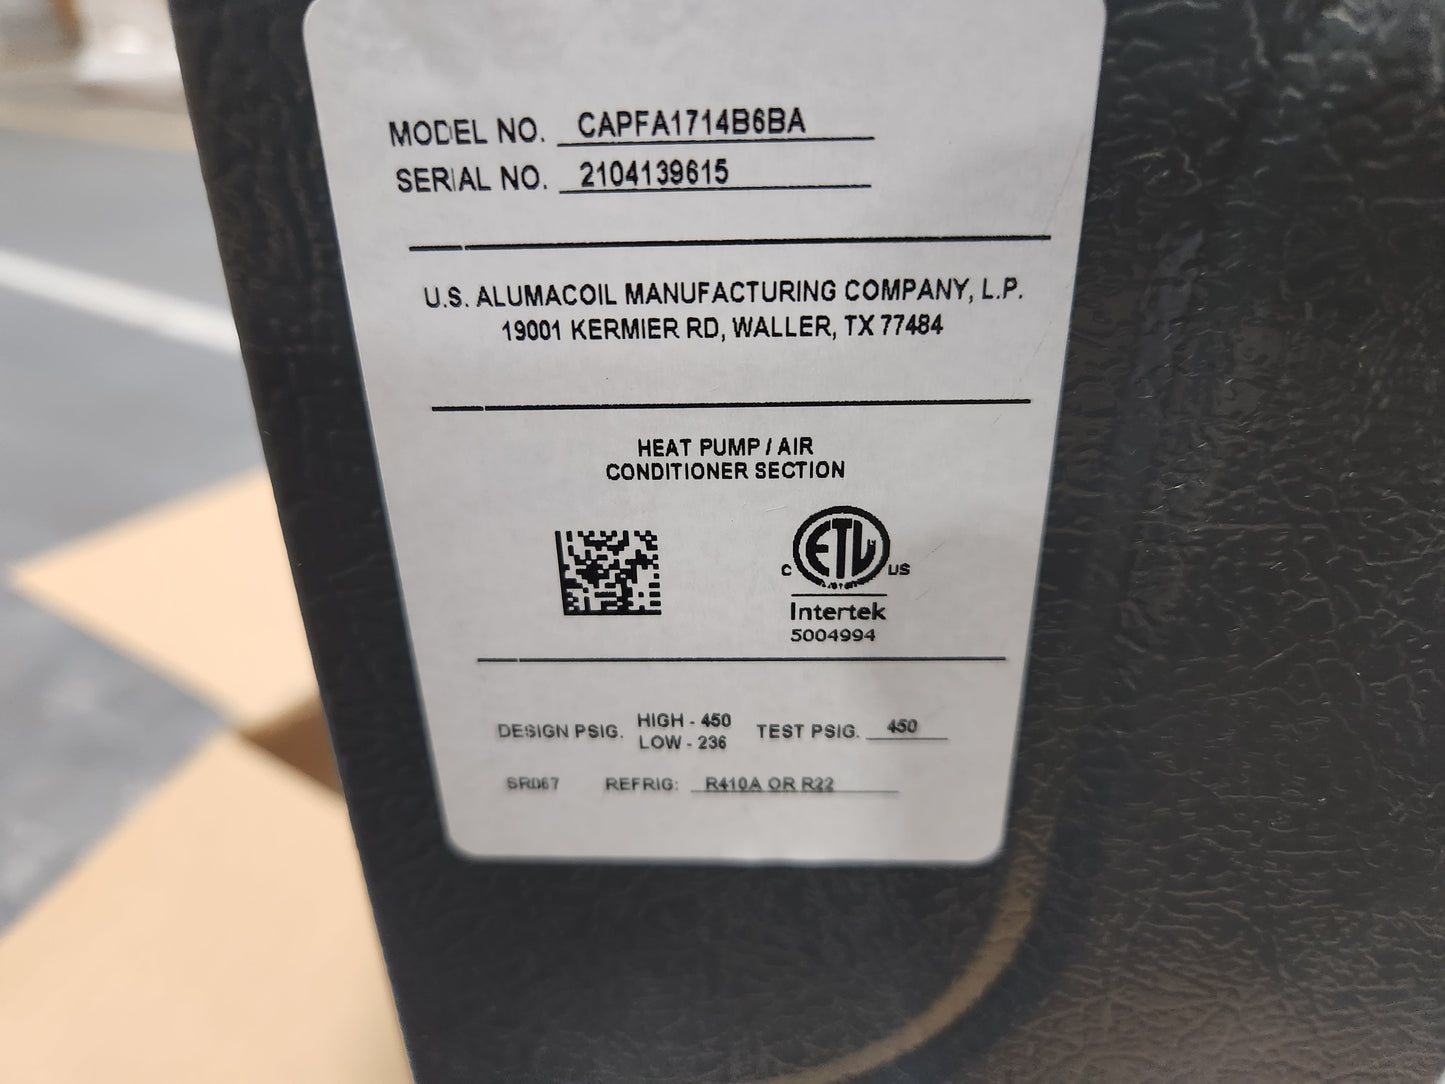 MODEL NO. CAPFA1714B6BA
SERIAL NO. 2104139615
U.S. ALUMACOIL MANUFACTURING COMPANY, L.P.
19001 KERMIER RD, WALLER, TX 77484
HEAT PUMP / AIR
CONDITIONER SECTION
ETL
C US
Intertek
5004994
DESIGN PSIG. HIGH - 450 TEST PSIG. 450
LOW - 236
SR067 REFRIG: R410A OR R22